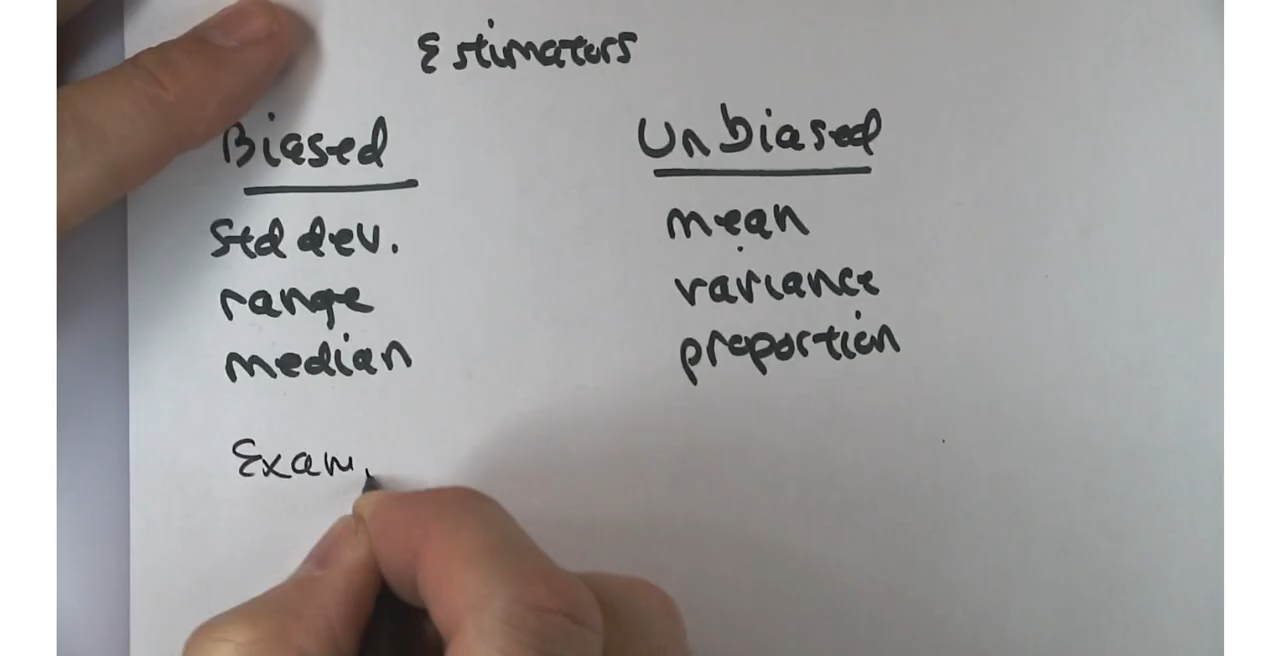 Estimators
Biased
Unbiased
std dev.
mean
range
variance
median
proportion
Exam